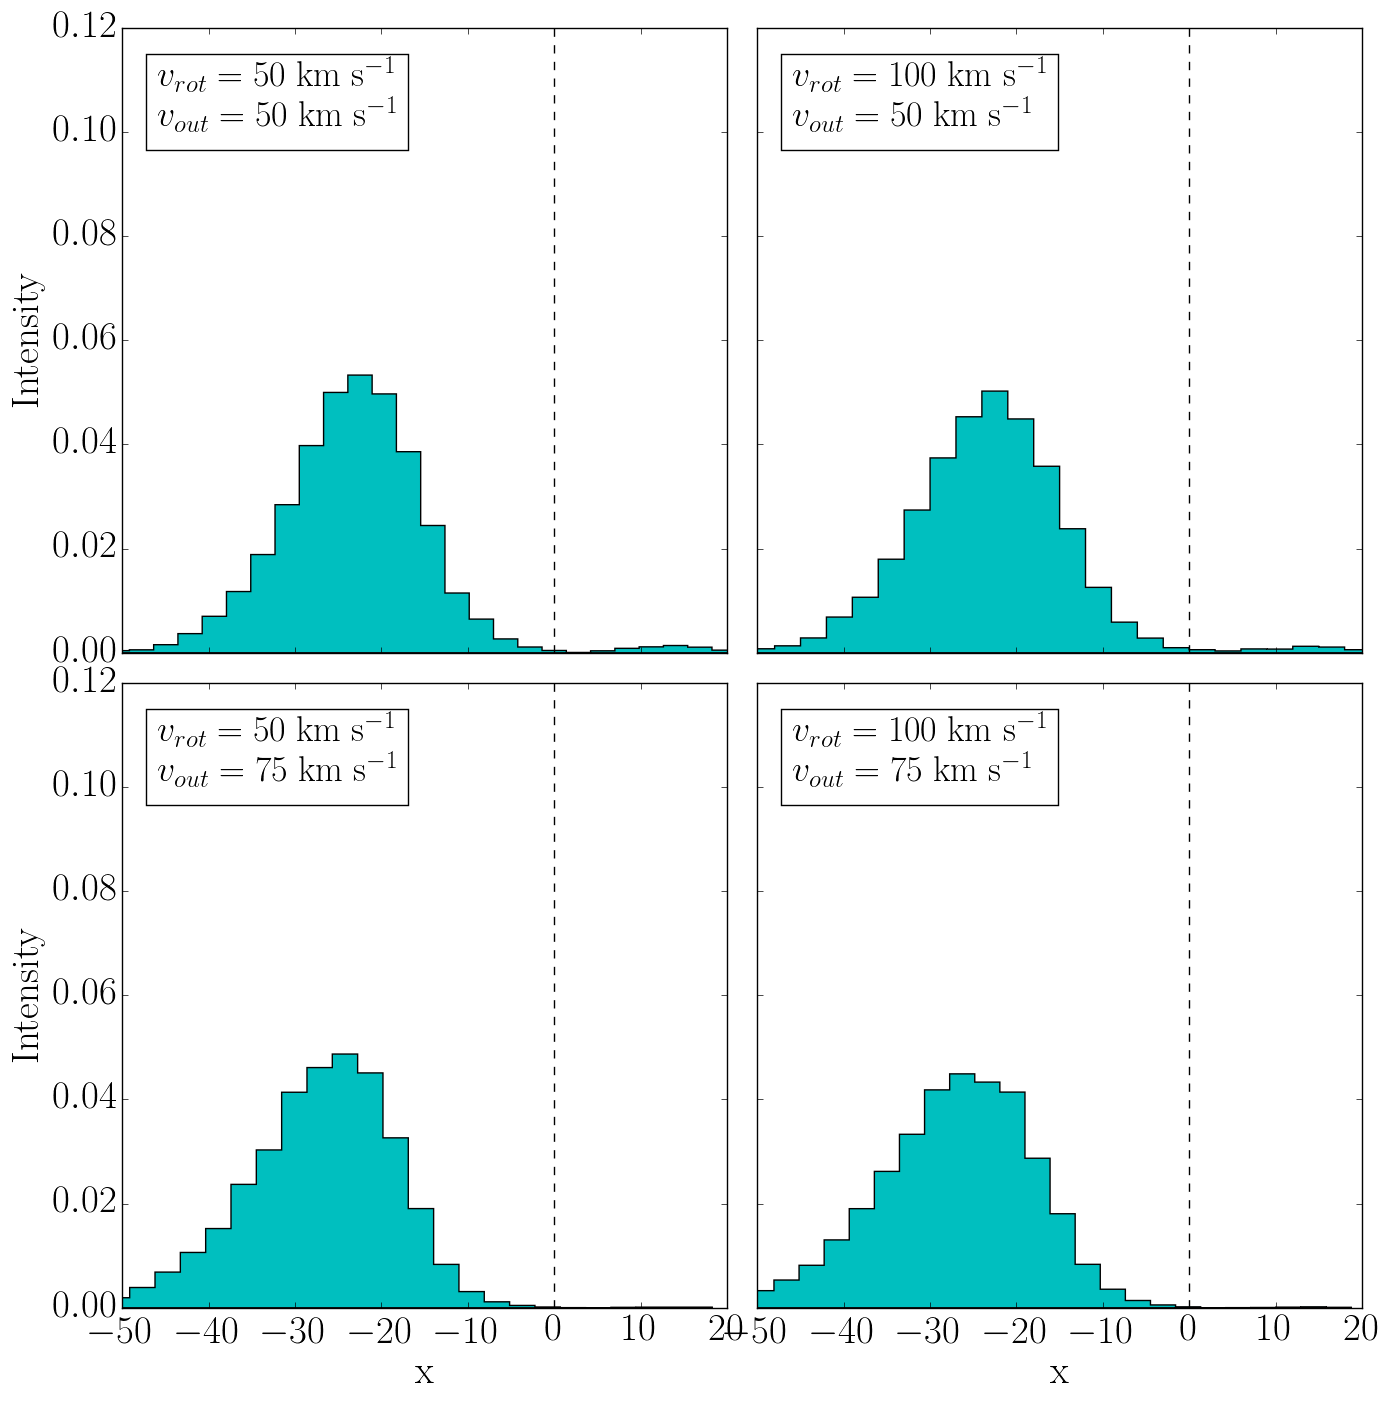 0.12
v_rot = 50 km s⁻¹
v_out = 50 km s⁻¹
v_rot = 100 km s⁻¹
v_out = 50 km s⁻¹
0.10
0.08
0.06
Intensity
0.04
0.02
0.00
0.12
v_rot = 50 km s⁻¹
v_out = 75 km s⁻¹
v_rot = 100 km s⁻¹
v_out = 75 km s⁻¹
0.10
0.08
0.06
Intensity
0.04
0.02
0.00
−50 −40 −30 −20 −10 0 10 20
−50 −40 −30 −20 −10 0 10 20
x
x